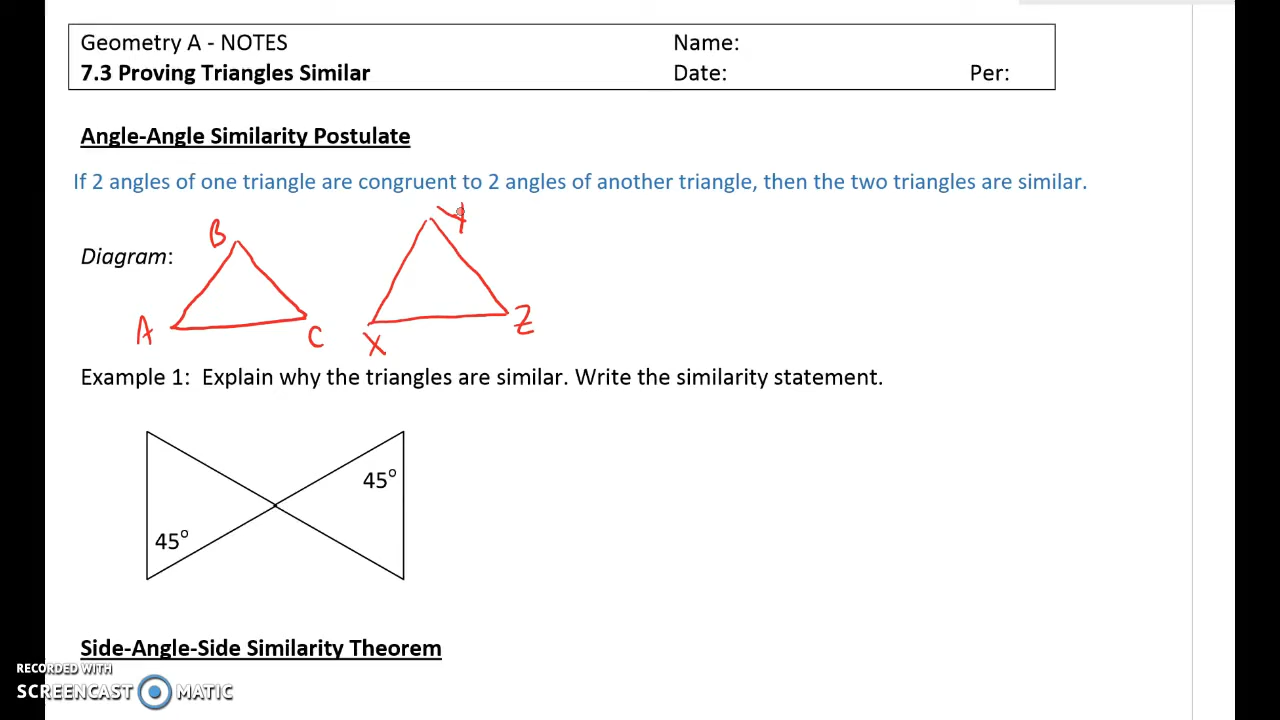 Geometry A - NOTES Name:
7.3 Proving Triangles Similar Date: Per:
Angle-Angle Similarity Postulate
If 2 angles of one triangle are congruent to 2 angles of another triangle, then the two triangles are similar.
B Y
Diagram:
A C X Z
Example 1: Explain why the triangles are similar. Write the similarity statement.
45°
45°
Side-Angle-Side Similarity Theorem
RECORDED WITH
SCREENCAST MATIC